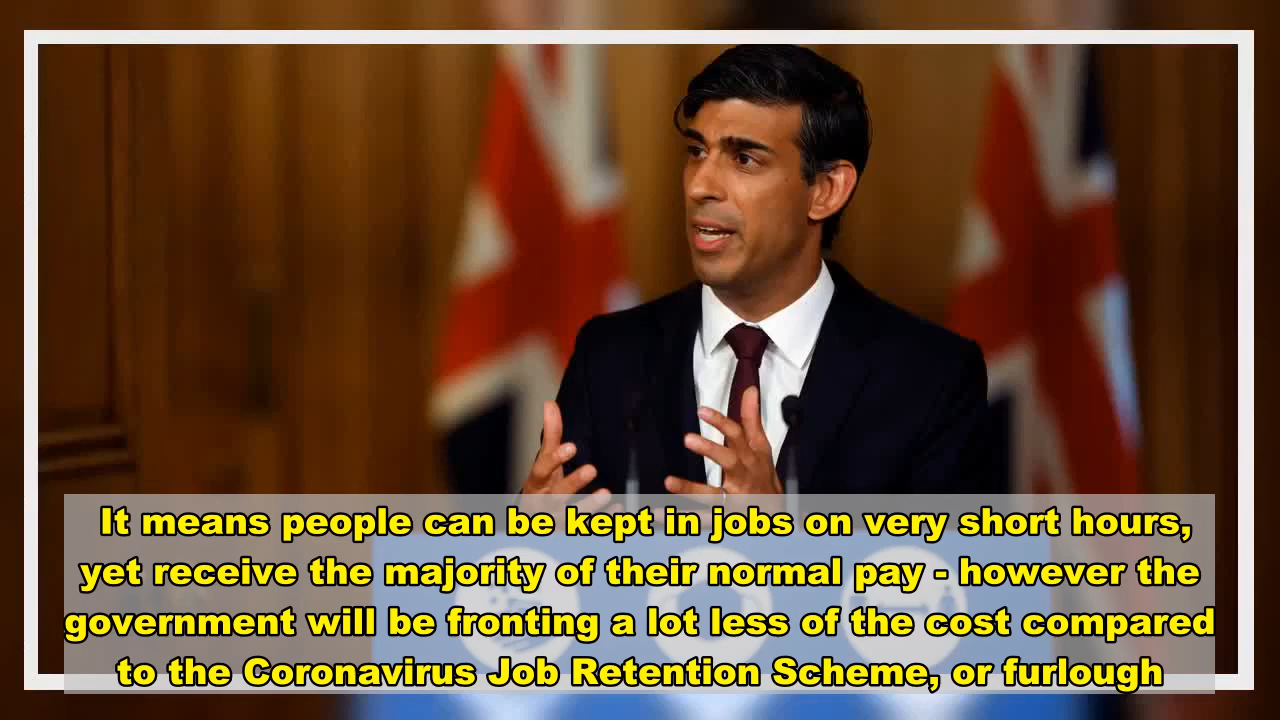 It means people can be kept in jobs on very short hours,
yet receive the majority of their normal pay - however the
government will be fronting a lot less of the cost compared
to the Coronavirus Job Retention Scheme, or furlough